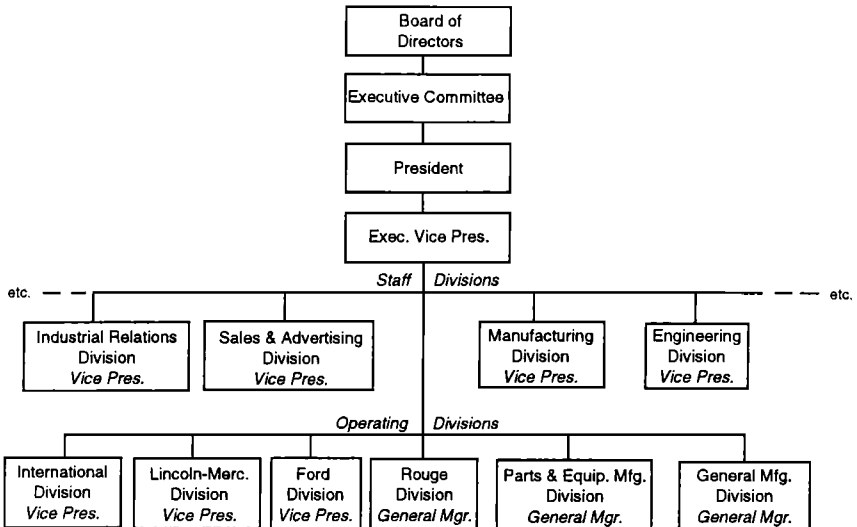 Board of
Directors
Executive Committee
President
Exec. Vice Pres.
Staff Divisions
etc.
etc.
Industrial Relations
Division
Vice Pres.
Sales & Advertising
Division
Vice Pres.
Manufacturing
Division
Vice Pres.
Engineering
Division
Vice Pres.
Operating Divisions
International
Division
Vice Pres.
Lincoln-Merc.
Division
Vice Pres.
Ford
Division
Vice Pres.
Rouge
Division
General Mgr.
Parts & Equip. Mfg.
Division
General Mgr.
General Mfg.
Division
General Mgr.